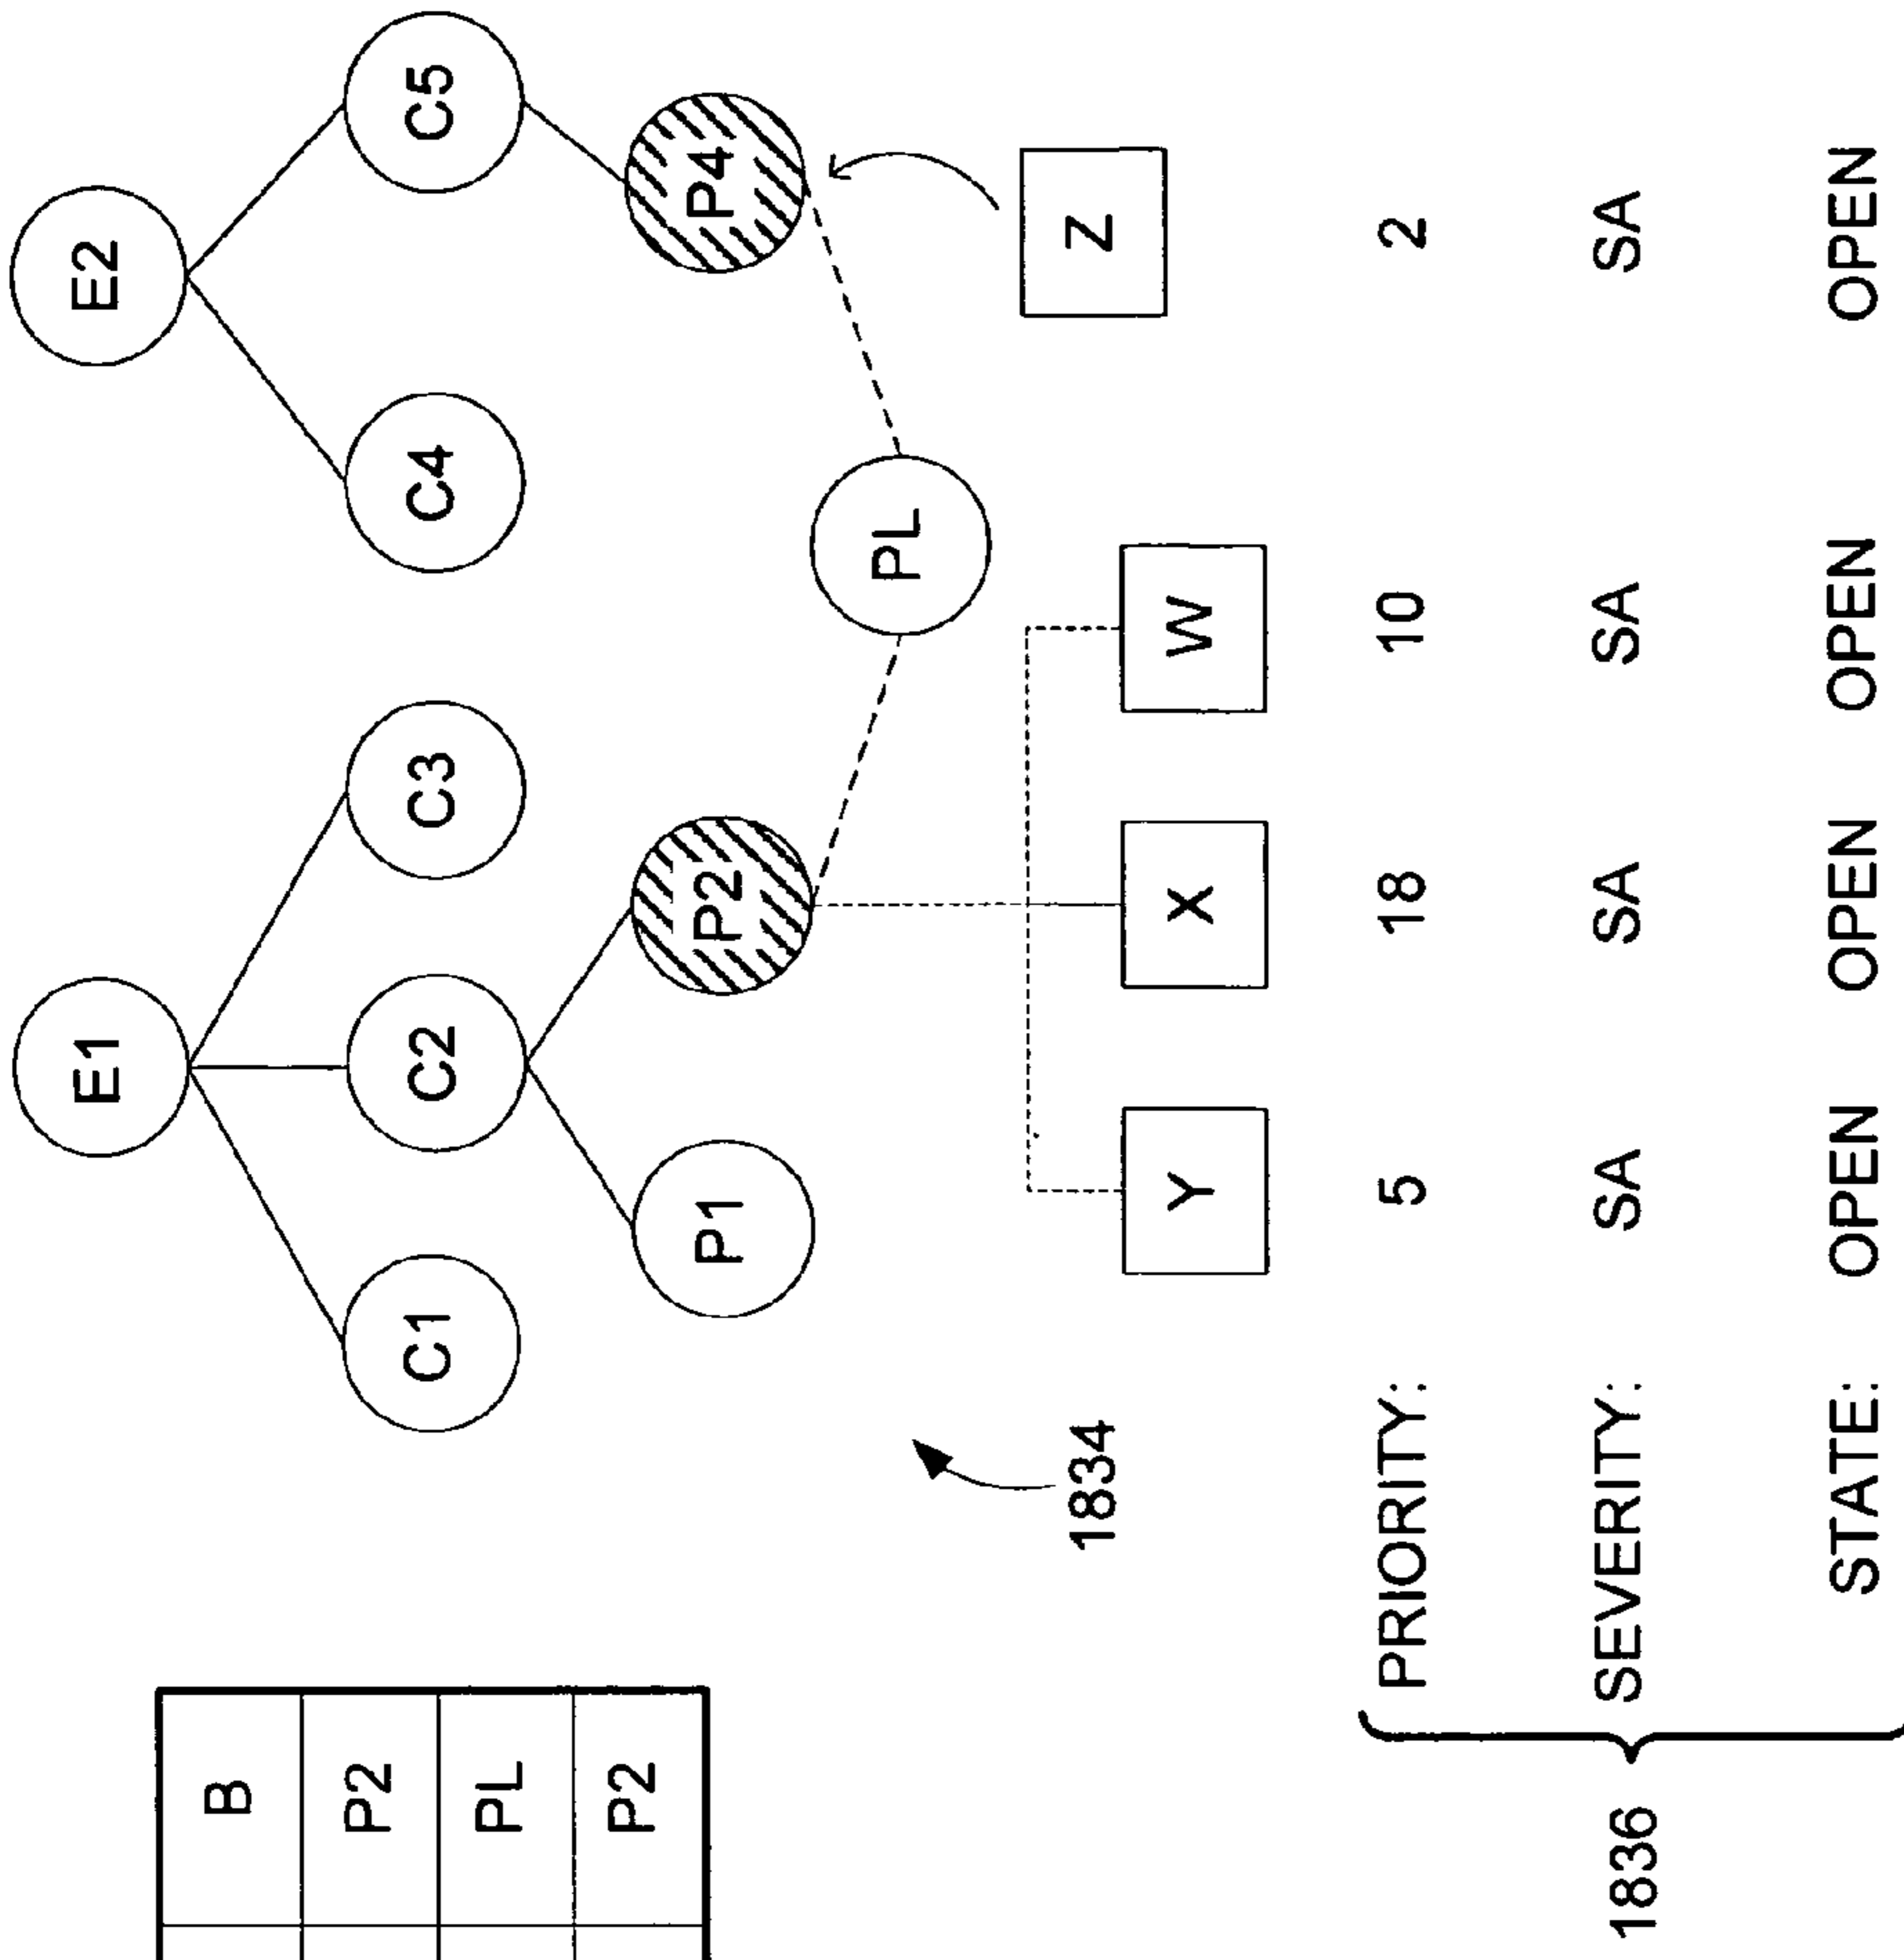 B
P2
PL
P2
E1 E2
C1 C2 C3 C4 C5
P1 P2 P4
PL
1834
Z
Y X W
1836
PRIORITY: 5 18 10 2
SEVERITY: SA SA SA SA
STATE: OPEN OPEN OPEN OPEN